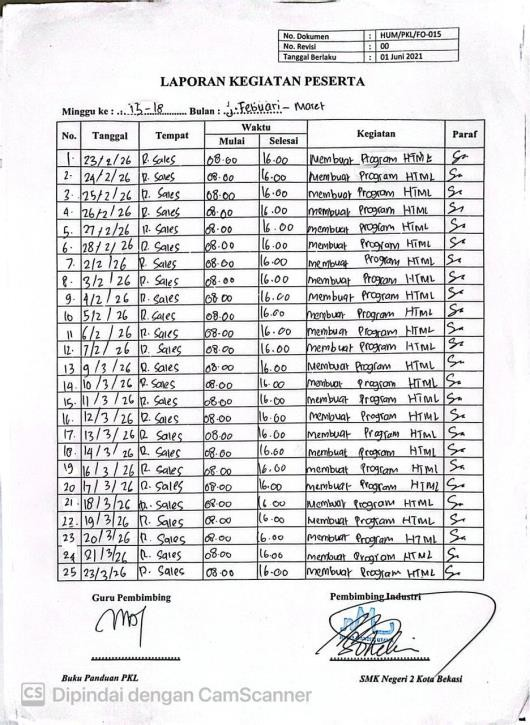 No. Dokumen : HUM/PKL/FO-015
No. Revisi : 00
Tanggal Berlaku : 01 Juni 2021
LAPORAN KEGIATAN PESERTA
Minggu ke : 15-18 Bulan : Februari - Maret
No. Tanggal Tempat Waktu Kegiatan Paraf
Mulai Selesai
1. 23/2/26 R. Sales 08.00 16.00 Membuat Program HTML
2. 24/2/26 R. Sales 08.00 16.00 Membuat Program HTML
3. 25/2/26 R. Sales 08.00 16.00 membuat Program HTML
4. 26/2/26 R. Sales 08.00 16.00 membuat Program HTML
5. 27/2/26 R. Sales 08.00 16.00 membuat Program HTML
6. 28/2/26 R. Sales 08.00 16.00 membuat Program HTML
7. 2/2/26 R. Sales 08.00 16.00 membuat Program HTML
8. 3/2/26 R. Sales 08.00 16.00 membuat Program HTML
9. 4/2/26 R. Sales 08.00 16.00 membuat Program HTML
10 5/2/26 R. Sales 08.00 16.00 membuat Program HTML
11 6/2/26 R. Sales 08.00 16.00 membuat Program HTML
12. 7/2/26 R. Sales 08.00 16.00 membuat Program HTML
13 9/3/26 R. Sales 08.00 16.00 Membuat Program HTML
14. 10/3/26 R. Sales 08.00 16.00 membuat Program HTML
15. 11/3/26 R. Sales 08.00 16.00 membuat Program HTML
16. 12/3/26 R. Sales 08.00 16.00 membuat Program HTML
17. 13/3/26 R. Sales 08.00 16.00 membuat Program HTML
18. 14/3/26 R. Sales 08.00 16.00 membuat Program HTML
19 16/3/26 R. Sales 08.00 16.00 membuat Program HTML
20 17/3/26 R. Sales 08.00 16.00 membuat Program HTML
21. 18/3/26 R. Sales 08.00 16 00 membuat Program HTML
22. 19/3/26 R. Sales 08.00 16.00 membuat Program HTML
23 20/3/26 R. Sales 08.00 16.00 membuat Program HTML
24 21/3/26 R. Sales 08.00 16.00 membuat Program HTML
25 23/3/26 R. Sales 08.00 16.00 membuat Program HTML
Guru Pembimbing Pembimbing Industri
Buku Panduan PKL SMK Negeri 2 Kota Bekasi
CS Dipindai dengan CamScanner